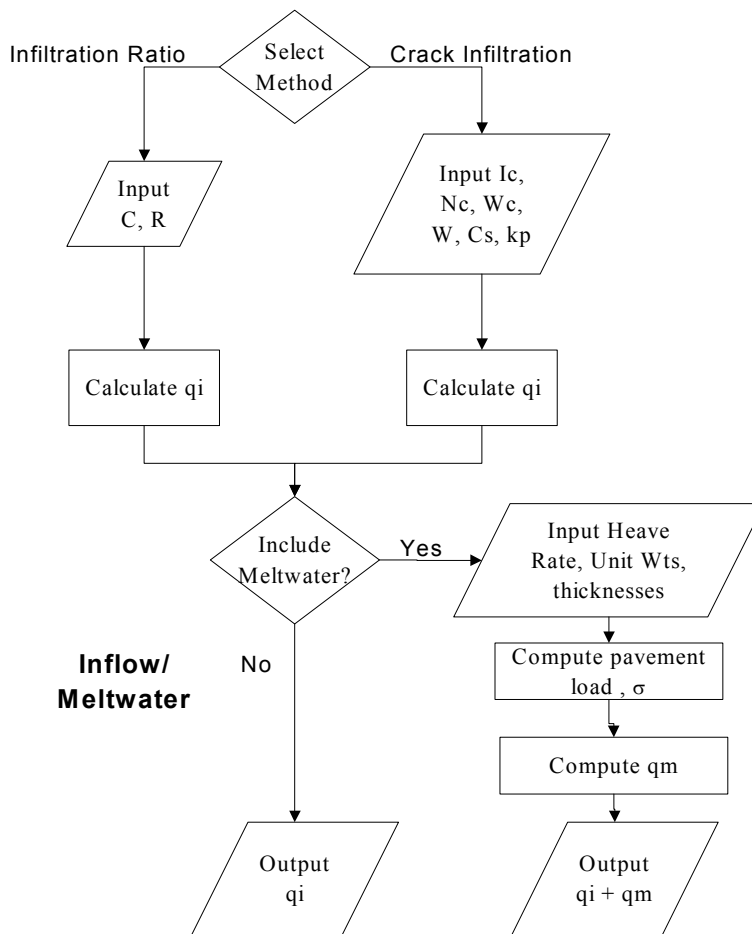 Infiltration Ratio
Select
Method
Crack Infiltration
Input
C, R
Input Ic,
Nc, Wc,
W, Cs, kp
Calculate qi
Calculate qi
Include
Meltwater?
Yes
No
Input Heave
Rate, Unit Wts,
thicknesses
Compute pavement
load , σ
Inflow/
Meltwater
Compute qm
Output
qi
Output
qi + qm